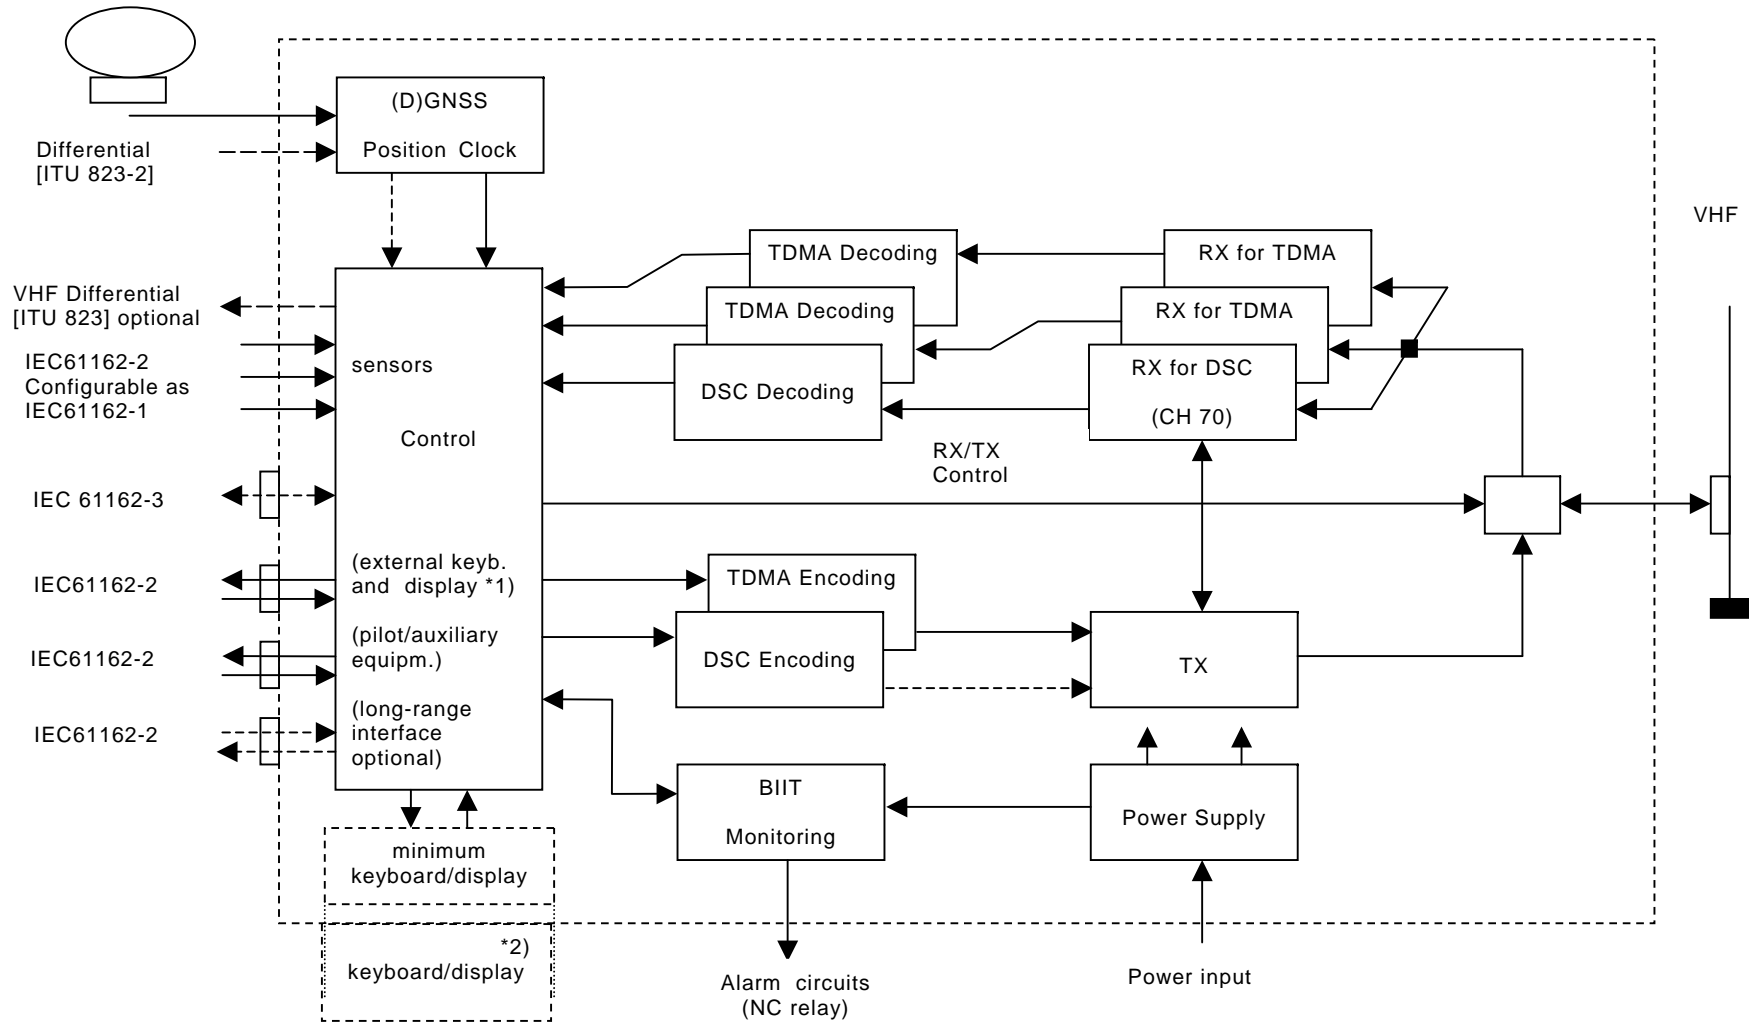 (D)GNSS
Position Clock
Differential
[ITU 823-2]
VHF
TDMA Decoding
RX for TDMA
VHF Differential
[ITU 823] optional
TDMA Decoding
RX for TDMA
IEC61162-2
Configurable as
IEC61162-1
sensors
DSC Decoding
RX for DSC
(CH 70)
Control
RX/TX
Control
IEC 61162-3
IEC61162-2
(external keyb.
and display *1)
TDMA Encoding
IEC61162-2
(pilot/auxiliary
equipm.)
DSC Encoding
TX
IEC61162-2
(long-range
interface
optional)
BIIT
Monitoring
Power Supply
minimum
keyboard/display
*2)
keyboard/display
Alarm circuits
(NC relay)
Power input